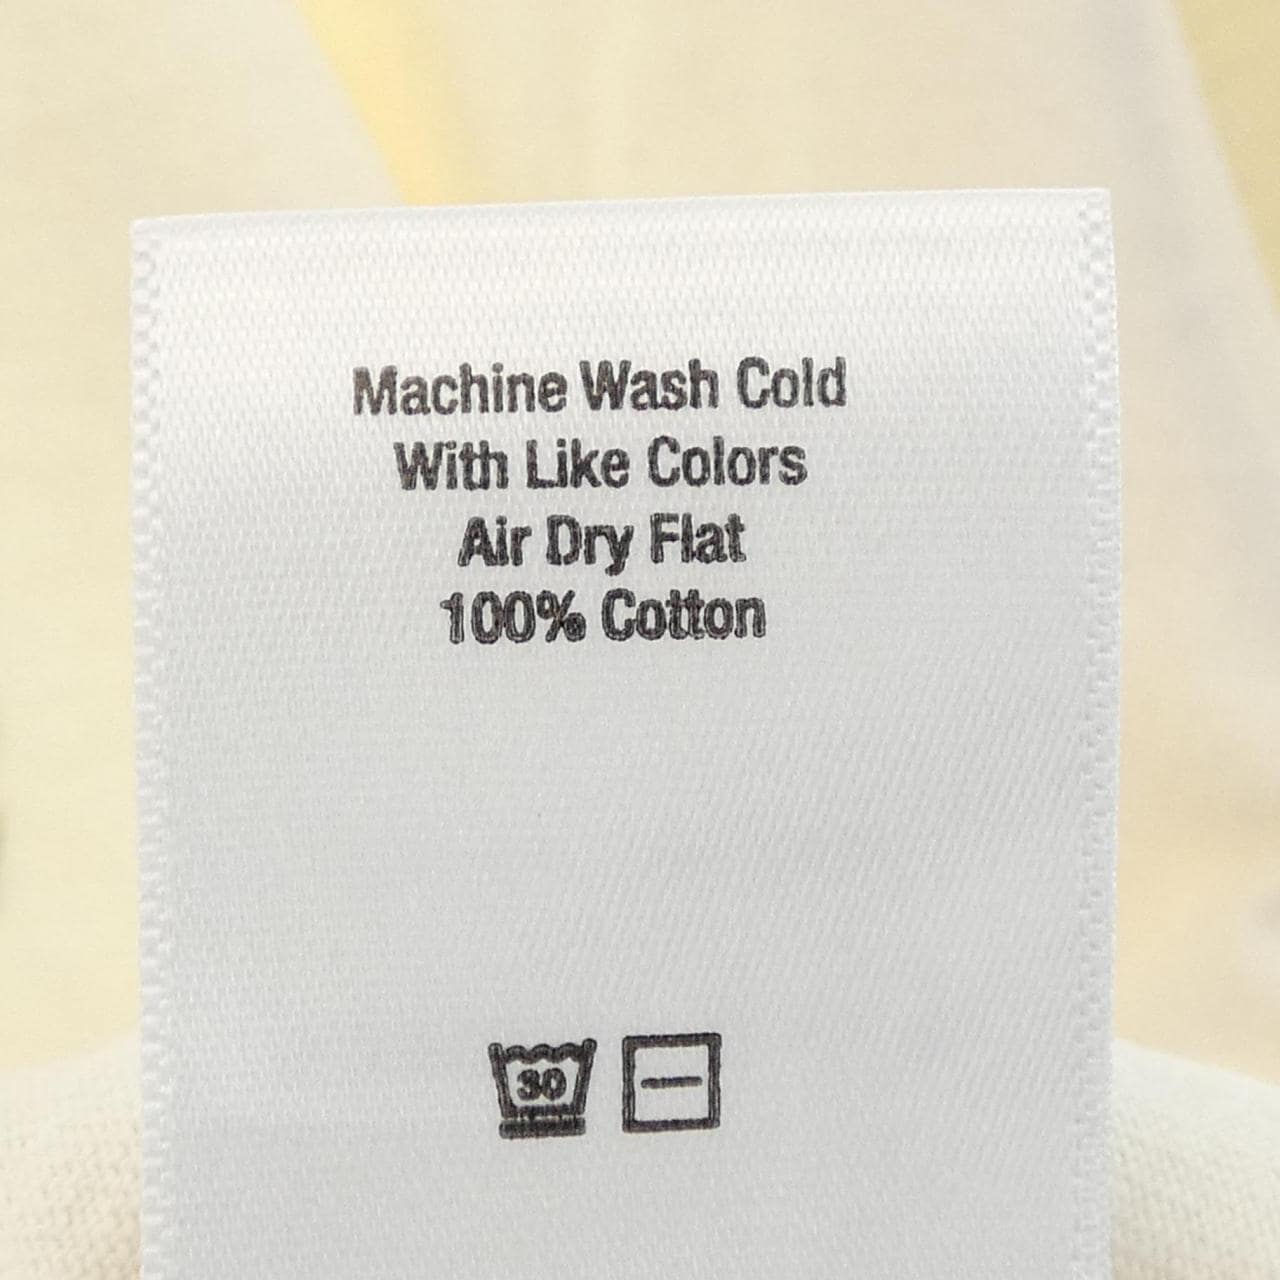 Machine Wash Cold
With Like Colors
Air Dry Flat
100% Cotton
30